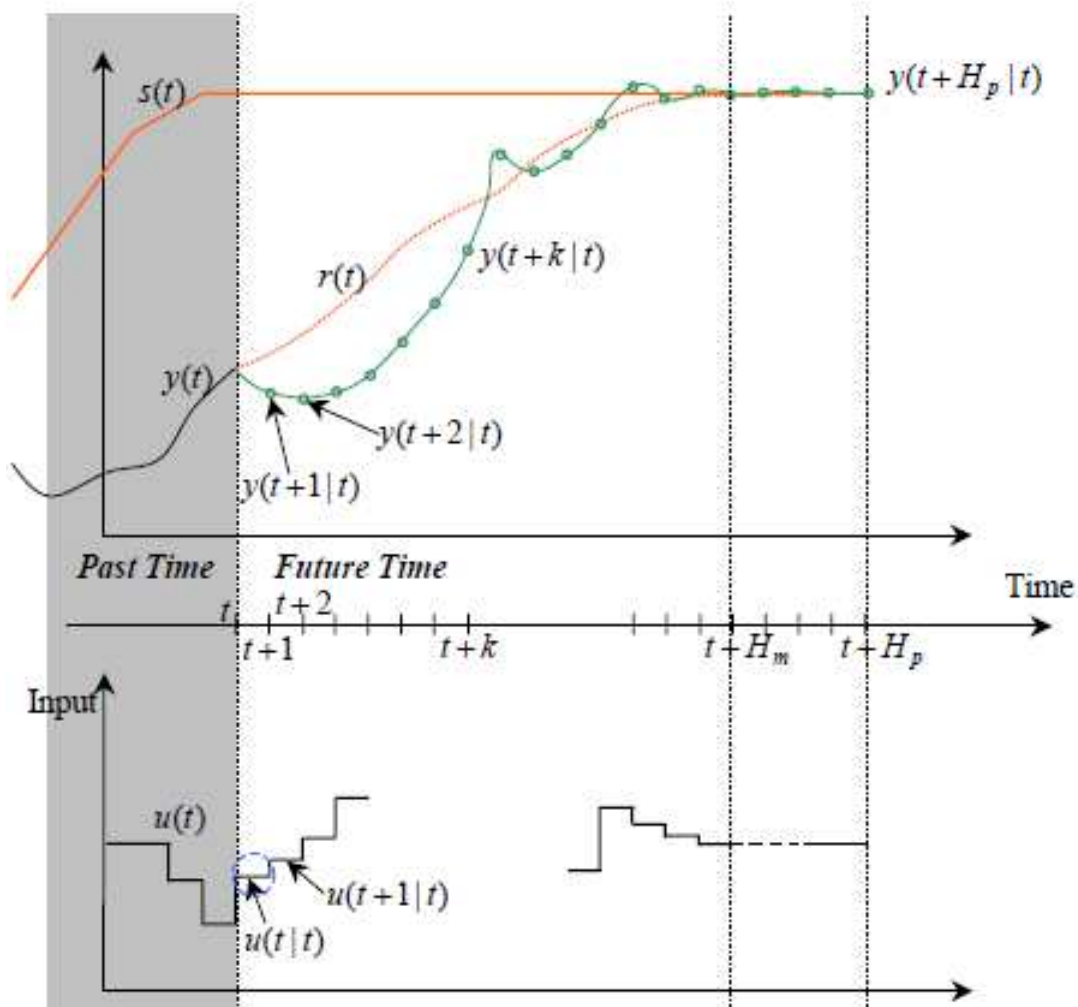 s(t)
y(t+H_p|t)
r(t)
y(t+k|t)
y(t)
y(t+2|t)
y(t+1|t)
Past Time
Future Time
Time
t
t+2
t+1
t+k
t+H_m
t+H_p
Input
u(t)
u(t+1|t)
u(t|t)